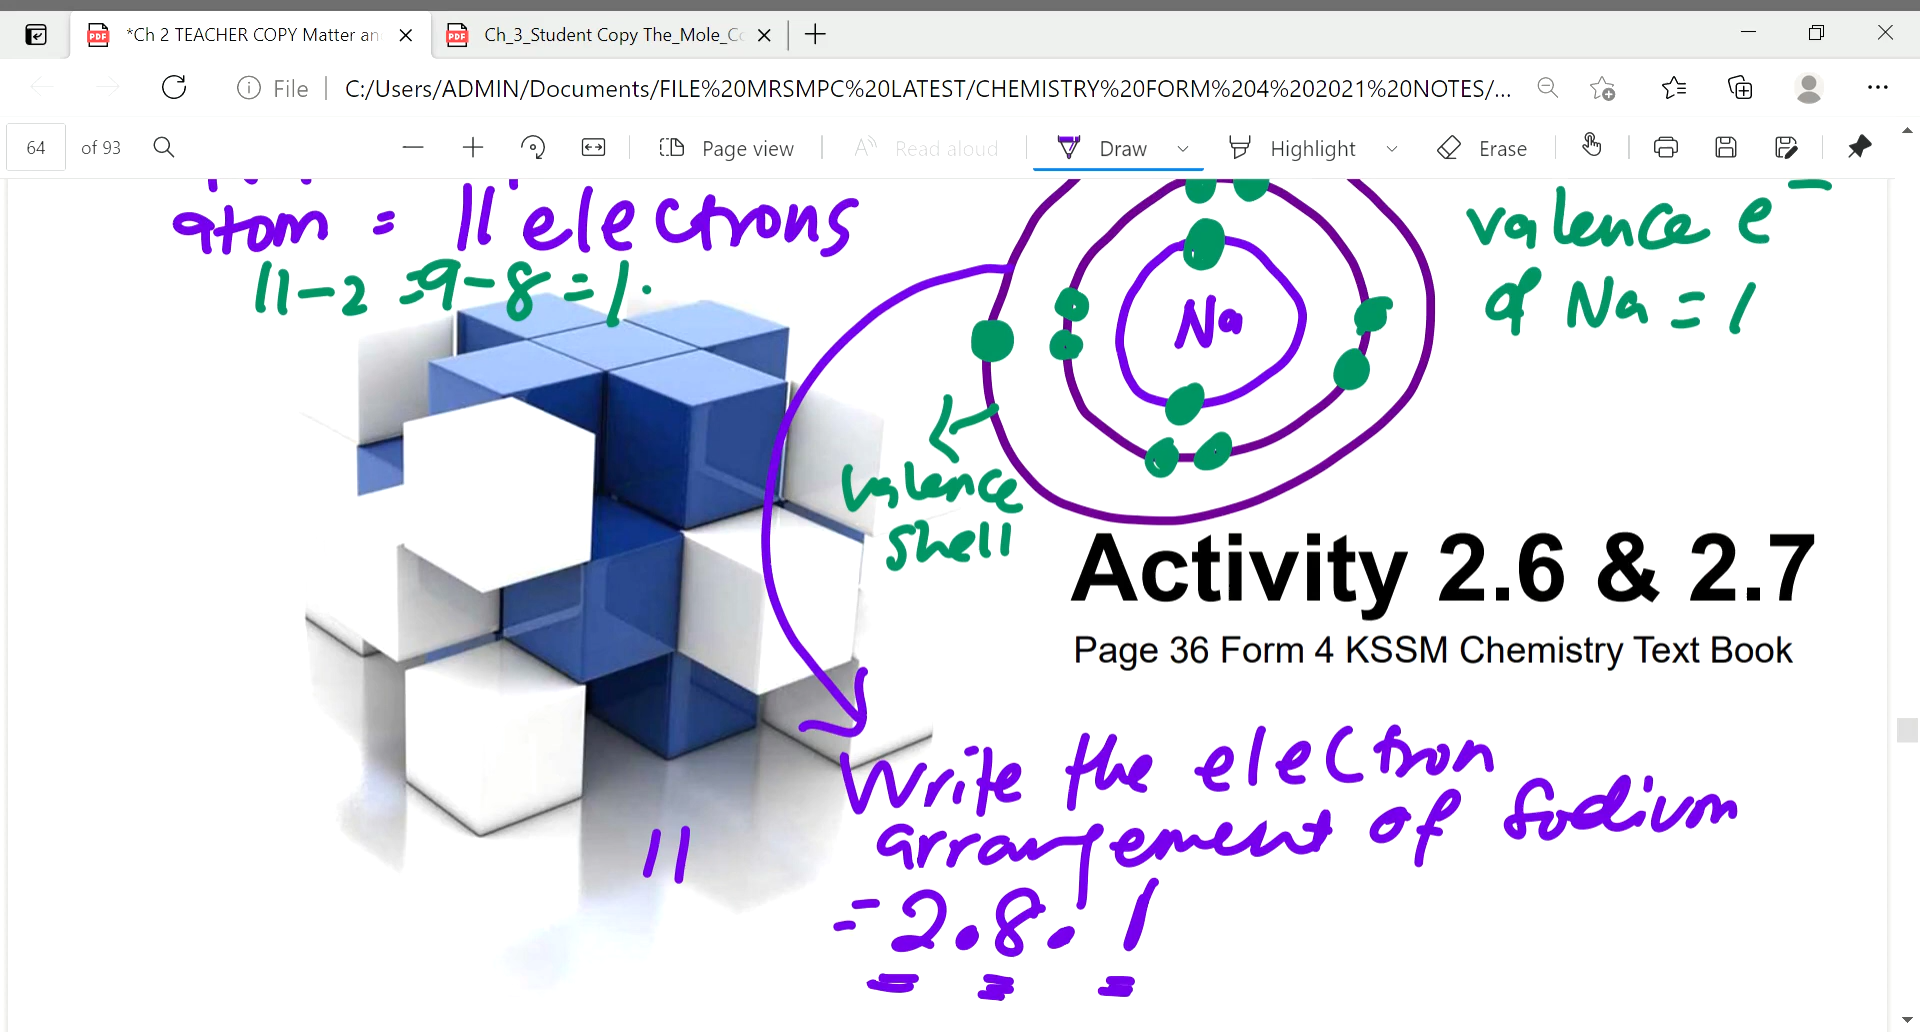 *Ch 2 TEACHER COPY Matter an
Ch_3_Student Copy The_Mole_Co
File
C:/Users/ADMIN/Documents/FILE%20MRSMPC%20LATEST/CHEMISTRY%20FORM%204%202021%20NOTES/...
64 of 93
Page view
Read aloud
Draw
Highlight
Erase
atom = 11 electrons
11-2 =9-8=1.
Na
valence e⁻
of Na = 1
valence
shell
Activity 2.6 & 2.7
Page 36 Form 4 KSSM Chemistry Text Book
Write the electron
arrangement of Sodium
11
= 2.8.1